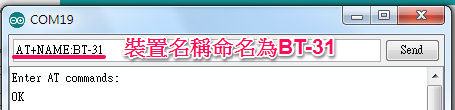 COM19
AT+NAME:BT-31 裝置名稱命名為BT-31 Send
Enter AT commands:
OK